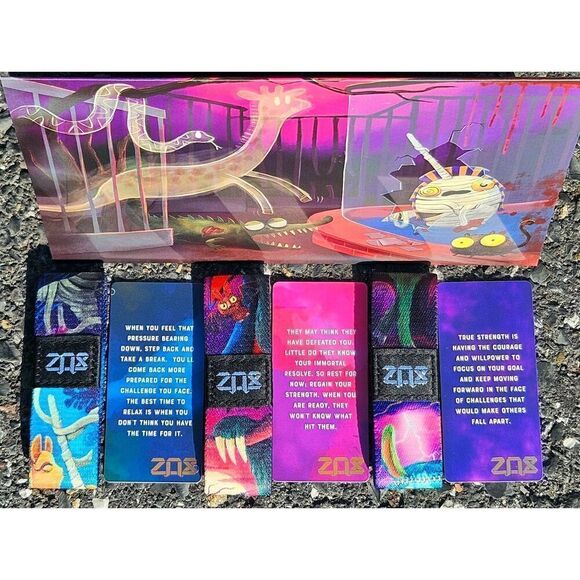 WHEN YOU FEEL THAT
PRESSURE BEARING
DOWN, STEP BACK AND
TAKE A BREAK. YOU LL
COME BACK MORE
PREPARED FOR THE
CHALLENGE YOU FACE.
THE BEST TIME TO
RELAX IS WHEN YOU
DON'T THINK YOU HAVE
THE TIME FOR IT.
ZOX
ZOX
THEY MAY THINK THEY
HAVE DEFEATED YOU.
LITTLE DO THEY KNOW
YOUR IMMORTAL
RESOLVE. SO REST FOR
NOW; REGAIN YOUR
STRENGTH. WHEN YOU
ARE READY, THEY
WON'T KNOW WHAT
HIT THEM.
ZOX
ZOX
TRUE STRENGTH IS
HAVING THE COURAGE
AND WILLPOWER TO
FOCUS ON YOUR GOAL
AND KEEP MOVING
FORWARD IN THE FACE
OF CHALLENGES THAT
WOULD MAKE OTHERS
FALL APART.
ZOX
ZOX